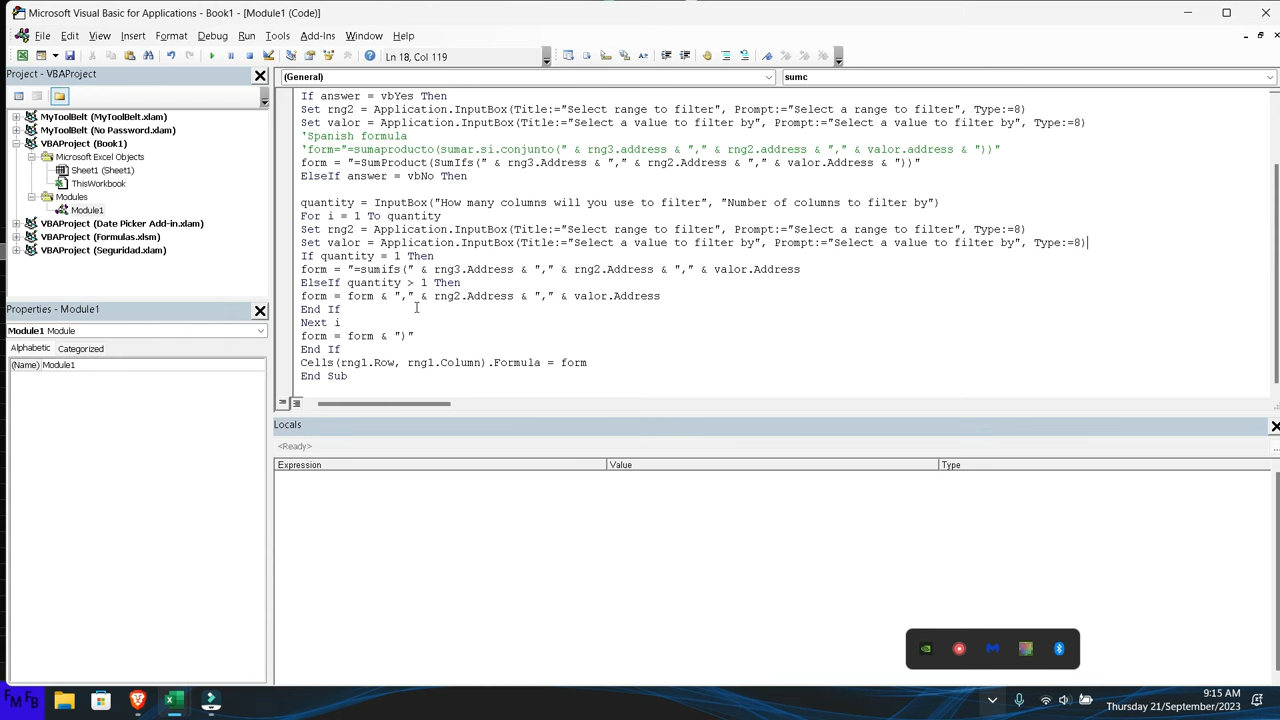 Microsoft Visual Basic for Applications - Book1 - [Module1 (Code)]
File Edit View Insert Format Debug Run Tools Add-Ins Window Help
Ln 18, Col 119
Project - VBAProject
MyToolBelt (MyToolBelt.xlam)
MyToolBelt (No Password.xlam)
VBAProject (Book1)
Microsoft Excel Objects
Sheet1 (Sheet1)
ThisWorkbook
Modules
Module1
VBAProject (Date Picker Add-in.xlam)
VBAProject (Formulas.xlsm)
VBAProject (Seguridad.xlam)
Properties - Module1
Module1 Module
Alphabetic Categorized
(Name) Module1
(General) sumc
If answer = vbYes Then
Set rng2 = Application.InputBox(Title:="Select range to filter", Prompt:="Select a range to filter", Type:=8)
Set valor = Application.InputBox(Title:="Select a value to filter by", Prompt:="Select a value to filter by", Type:=8)
'Spanish formula
'form="=sumaproducto(sumar.si.conjunto(" & rng3.address & "," & rng2.address & "," & valor.address & "))"
form = "=SumProduct(SumIfs(" & rng3.Address & "," & rng2.Address & "," & valor.Address & "))"
ElseIf answer = vbNo Then
quantity = InputBox("How many columns will you use to filter", "Number of columns to filter by")
For i = 1 To quantity
Set rng2 = Application.InputBox(Title:="Select range to filter", Prompt:="Select a range to filter", Type:=8)
Set valor = Application.InputBox(Title:="Select a value to filter by", Prompt:="Select a value to filter by", Type:=8)
If quantity = 1 Then
form = "=sumifs(" & rng3.Address & "," & rng2.Address & "," & valor.Address
ElseIf quantity > 1 Then
form = form & "," & rng2.Address & "," & valor.Address
End If
Next i
form = form & ")"
End If
Cells(rng1.Row, rng1.Column).Formula = form
End Sub
Locals
<Ready>
Expression Value Type
FM FB
9:15 AM
Thursday 21/September/2023